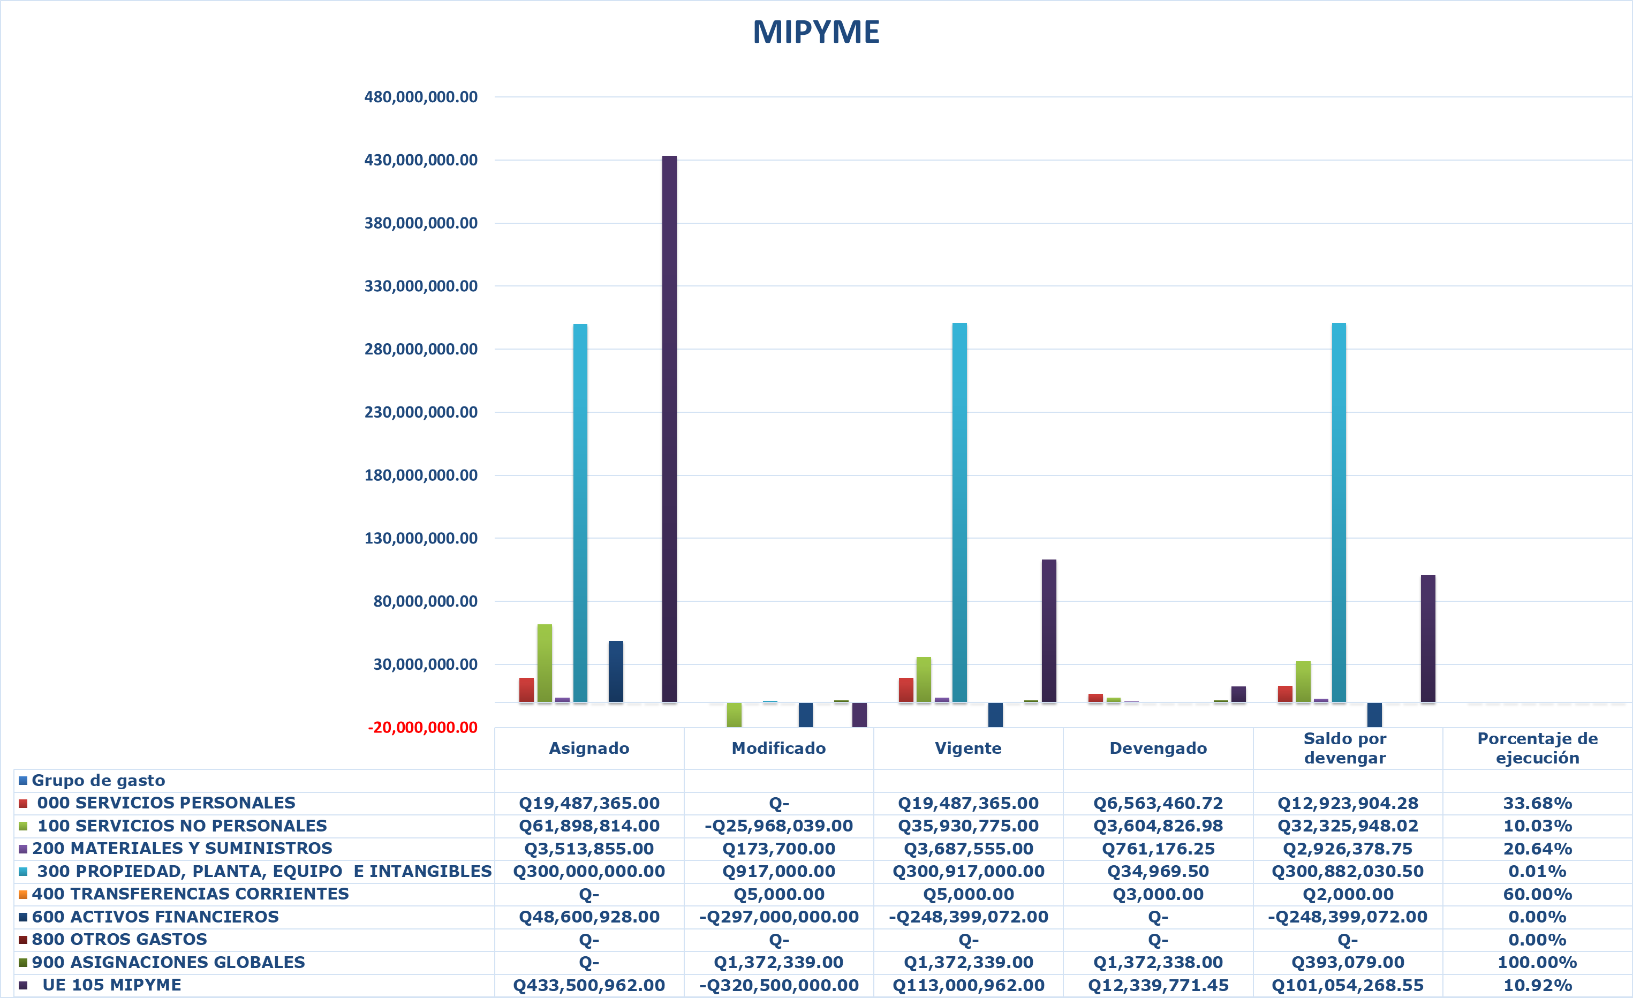 MIPYME
480,000,000.00
430,000,000.00
380,000,000.00
330,000,000.00
280,000,000.00
230,000,000.00
180,000,000.00
130,000,000.00
80,000,000.00
30,000,000.00
-20,000,000.00
Asignado Modificado Vigente Devengado Saldo por devengar Porcentaje de ejecución
Grupo de gasto
000 SERVICIOS PERSONALES Q19,487,365.00 Q- Q19,487,365.00 Q6,563,460.72 Q12,923,904.28 33.68%
100 SERVICIOS NO PERSONALES Q61,898,814.00 -Q25,968,039.00 Q35,930,775.00 Q3,604,826.98 Q32,325,948.02 10.03%
200 MATERIALES Y SUMINISTROS Q3,513,855.00 Q173,700.00 Q3,687,555.00 Q761,176.25 Q2,926,378.75 20.64%
300 PROPIEDAD, PLANTA, EQUIPO E INTANGIBLES Q300,000,000.00 Q917,000.00 Q300,917,000.00 Q34,969.50 Q300,882,030.50 0.01%
400 TRANSFERENCIAS CORRIENTES Q- Q5,000.00 Q5,000.00 Q3,000.00 Q2,000.00 60.00%
600 ACTIVOS FINANCIEROS Q48,600,928.00 -Q297,000,000.00 -Q248,399,072.00 Q- -Q248,399,072.00 0.00%
800 OTROS GASTOS Q- Q- Q- Q- Q- 0.00%
900 ASIGNACIONES GLOBALES Q- Q1,372,339.00 Q1,372,339.00 Q1,372,338.00 Q393,079.00 100.00%
UE 105 MIPYME Q433,500,962.00 -Q320,500,000.00 Q113,000,962.00 Q12,339,771.45 Q101,054,268.55 10.92%